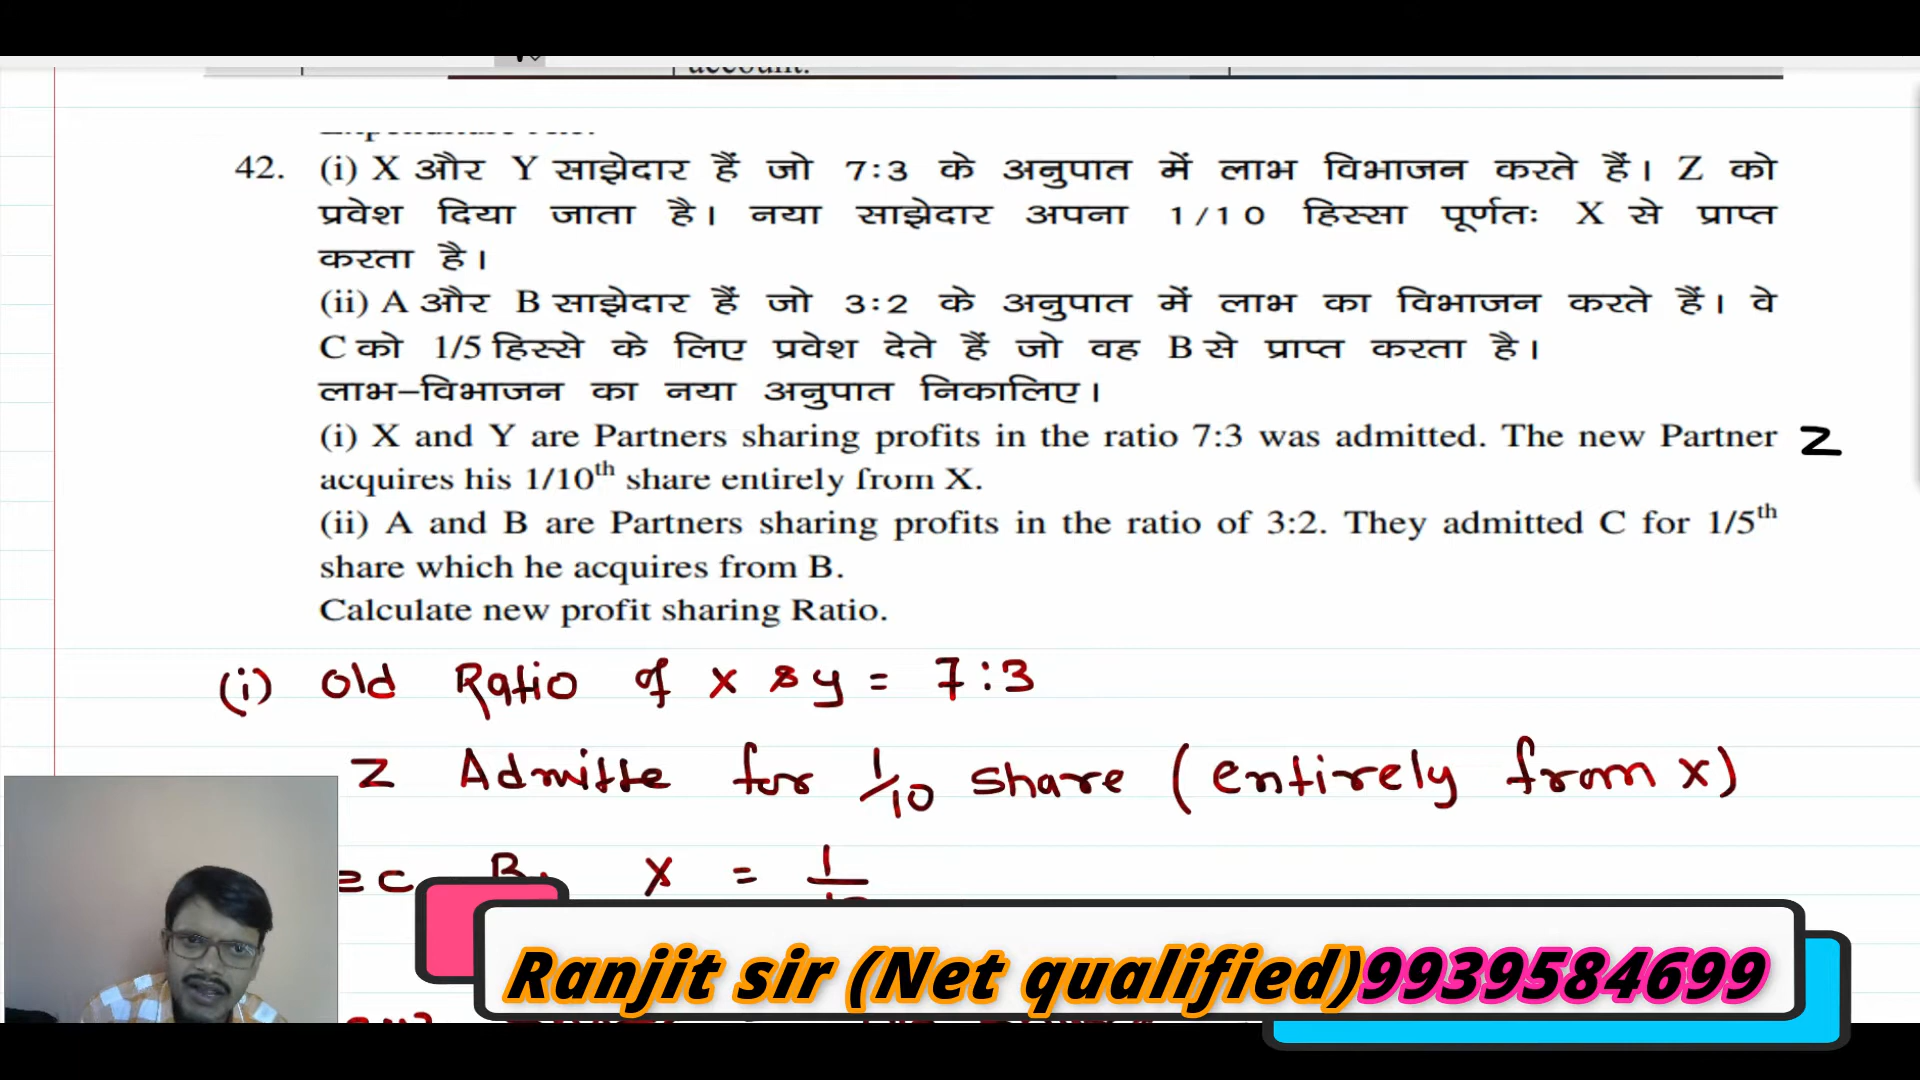 account.
42. (i) X और Y साझेदार हैं जो 7:3 के अनुपात में लाभ विभाजन करते हैं। Z को
प्रवेश दिया जाता है। नया साझेदार अपना 1/10 हिस्सा पूर्णतः X से प्राप्त
करता है।
(ii) A और B साझेदार हैं जो 3:2 के अनुपात में लाभ का विभाजन करते हैं। वे
C को 1/5 हिस्से के लिए प्रवेश देते हैं जो वह B से प्राप्त करता है।
लाभ–विभाजन का नया अनुपात निकालिए।
(i) X and Y are Partners sharing profits in the ratio 7:3 was admitted. The new Partner Z
acquires his 1/10th share entirely from X.
(ii) A and B are Partners sharing profits in the ratio of 3:2. They admitted C for 1/5th
share which he acquires from B.
Calculate new profit sharing Ratio.
(i) Old Ratio of X & Y = 7:3
Z Admitte for 1/10 share (entirely from X)
X = 1
Ranjit sir (Net qualified)9939584699